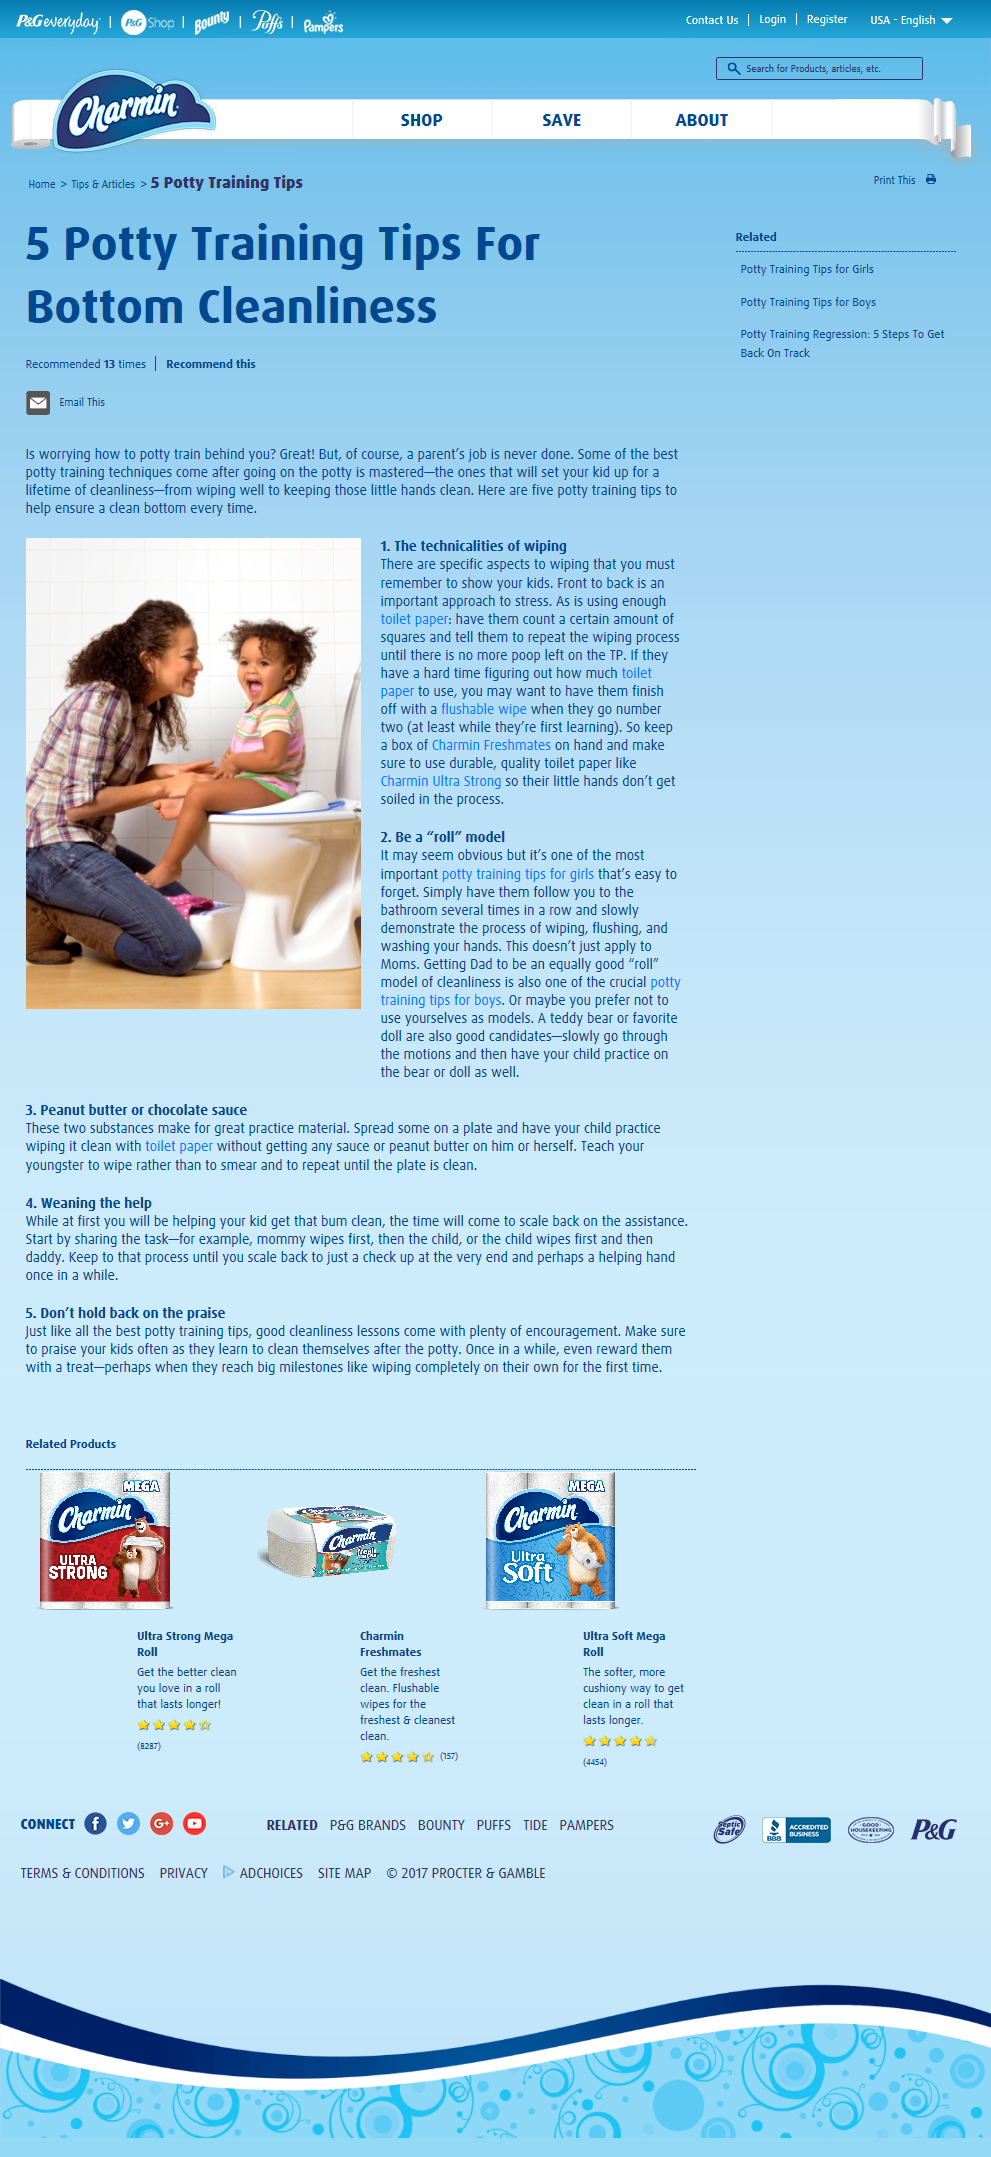 P&G everyday | P&G Shop | Bounty | Puffs | Pampers
Contact Us | Login | Register USA - English
Search for Products, articles, etc.
Charmin
SHOP SAVE ABOUT
Home > Tips & Articles > 5 Potty Training Tips
Print This
5 Potty Training Tips For
Bottom Cleanliness
Recommended 13 times | Recommend this
Email This
Related
Potty Training Tips for Girls
Potty Training Tips for Boys
Potty Training Regression: 5 Steps To Get
Back On Track
Is worrying how to potty train behind you? Great! But, of course, a parent's job is never done. Some of the best
potty training techniques come after going on the potty is mastered—the ones that will set your kid up for a
lifetime of cleanliness—from wiping well to keeping those little hands clean. Here are five potty training tips to
help ensure a clean bottom every time.
1. The technicalities of wiping
There are specific aspects to wiping that you must
remember to show your kids. Front to back is an
important approach to stress. As is using enough
toilet paper: have them count a certain amount of
squares and tell them to repeat the wiping process
until there is no more poop left on the TP. If they
have a hard time figuring out how much toilet
paper to use, you may want to have them finish
off with a flushable wipe when they go number
two (at least while they're first learning). So keep
a box of Charmin Freshmates on hand and make
sure to use durable, quality toilet paper like
Charmin Ultra Strong so their little hands don't get
soiled in the process.
2. Be a “roll” model
It may seem obvious but it's one of the most
important potty training tips for girls that's easy to
forget. Simply have them follow you to the
bathroom several times in a row and slowly
demonstrate the process of wiping, flushing, and
washing your hands. This doesn't just apply to
Moms. Getting Dad to be an equally good “roll”
model of cleanliness is also one of the crucial potty
training tips for boys. Or maybe you prefer not to
use yourselves as models. A teddy bear or favorite
doll are also good candidates—slowly go through
the motions and then have your child practice on
the bear or doll as well.
3. Peanut butter or chocolate sauce
These two substances make for great practice material. Spread some on a plate and have your child practice
wiping it clean with toilet paper without getting any sauce or peanut butter on him or herself. Teach your
youngster to wipe rather than to smear and to repeat until the plate is clean.
4. Weaning the help
While at first you will be helping your kid get that bum clean, the time will come to scale back on the assistance.
Start by sharing the task—for example, mommy wipes first, then the child, or the child wipes first and then
daddy. Keep to that process until you scale back to just a check up at the very end and perhaps a helping hand
once in a while.
5. Don't hold back on the praise
Just like all the best potty training tips, good cleanliness lessons come with plenty of encouragement. Make sure
to praise your kids often as they learn to clean themselves after the potty. Once in a while, even reward them
with a treat—perhaps when they reach big milestones like wiping completely on their own for the first time.
Related Products
MEGA
Charmin
ULTRA
STRONG
Charmin
MEGA
Charmin
Ultra
Soft
Ultra Strong Mega
Roll
Get the better clean
you love in a roll
that lasts longer!
(8287)
Charmin
Freshmates
Get the freshest
clean. Flushable
wipes for the
freshest & cleanest
clean.
(157)
Ultra Soft Mega
Roll
The softer, more
cushiony way to get
clean in a roll that
lasts longer.
(4454)
CONNECT f G+
RELATED P&G BRANDS BOUNTY PUFFS TIDE PAMPERS
Septic
Safe
BBB
ACCREDITED
BUSINESS
GOOD
HOUSEKEEPING
P&G
TERMS & CONDITIONS PRIVACY ADCHOICES SITE MAP © 2017 PROCTER & GAMBLE